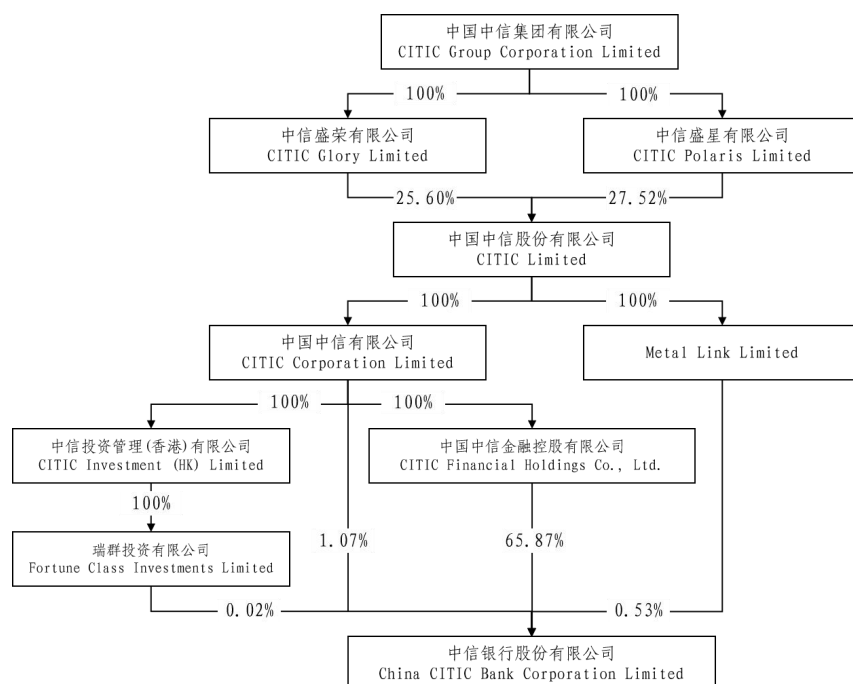 中国中信集团有限公司
CITIC Group Corporation Limited
100%
100%
中信盛荣有限公司
CITIC Glory Limited
中信盛星有限公司
CITIC Polaris Limited
25.60%
27.52%
中国中信股份有限公司
CITIC Limited
100%
100%
中国中信有限公司
CITIC Corporation Limited
Metal Link Limited
100%
100%
中信投资管理(香港)有限公司
CITIC Investment (HK) Limited
中国中信金融控股有限公司
CITIC Financial Holdings Co., Ltd.
100%
瑞群投资有限公司
Fortune Class Investments Limited
1.07%
65.87%
0.02%
0.53%
中信银行股份有限公司
China CITIC Bank Corporation Limited